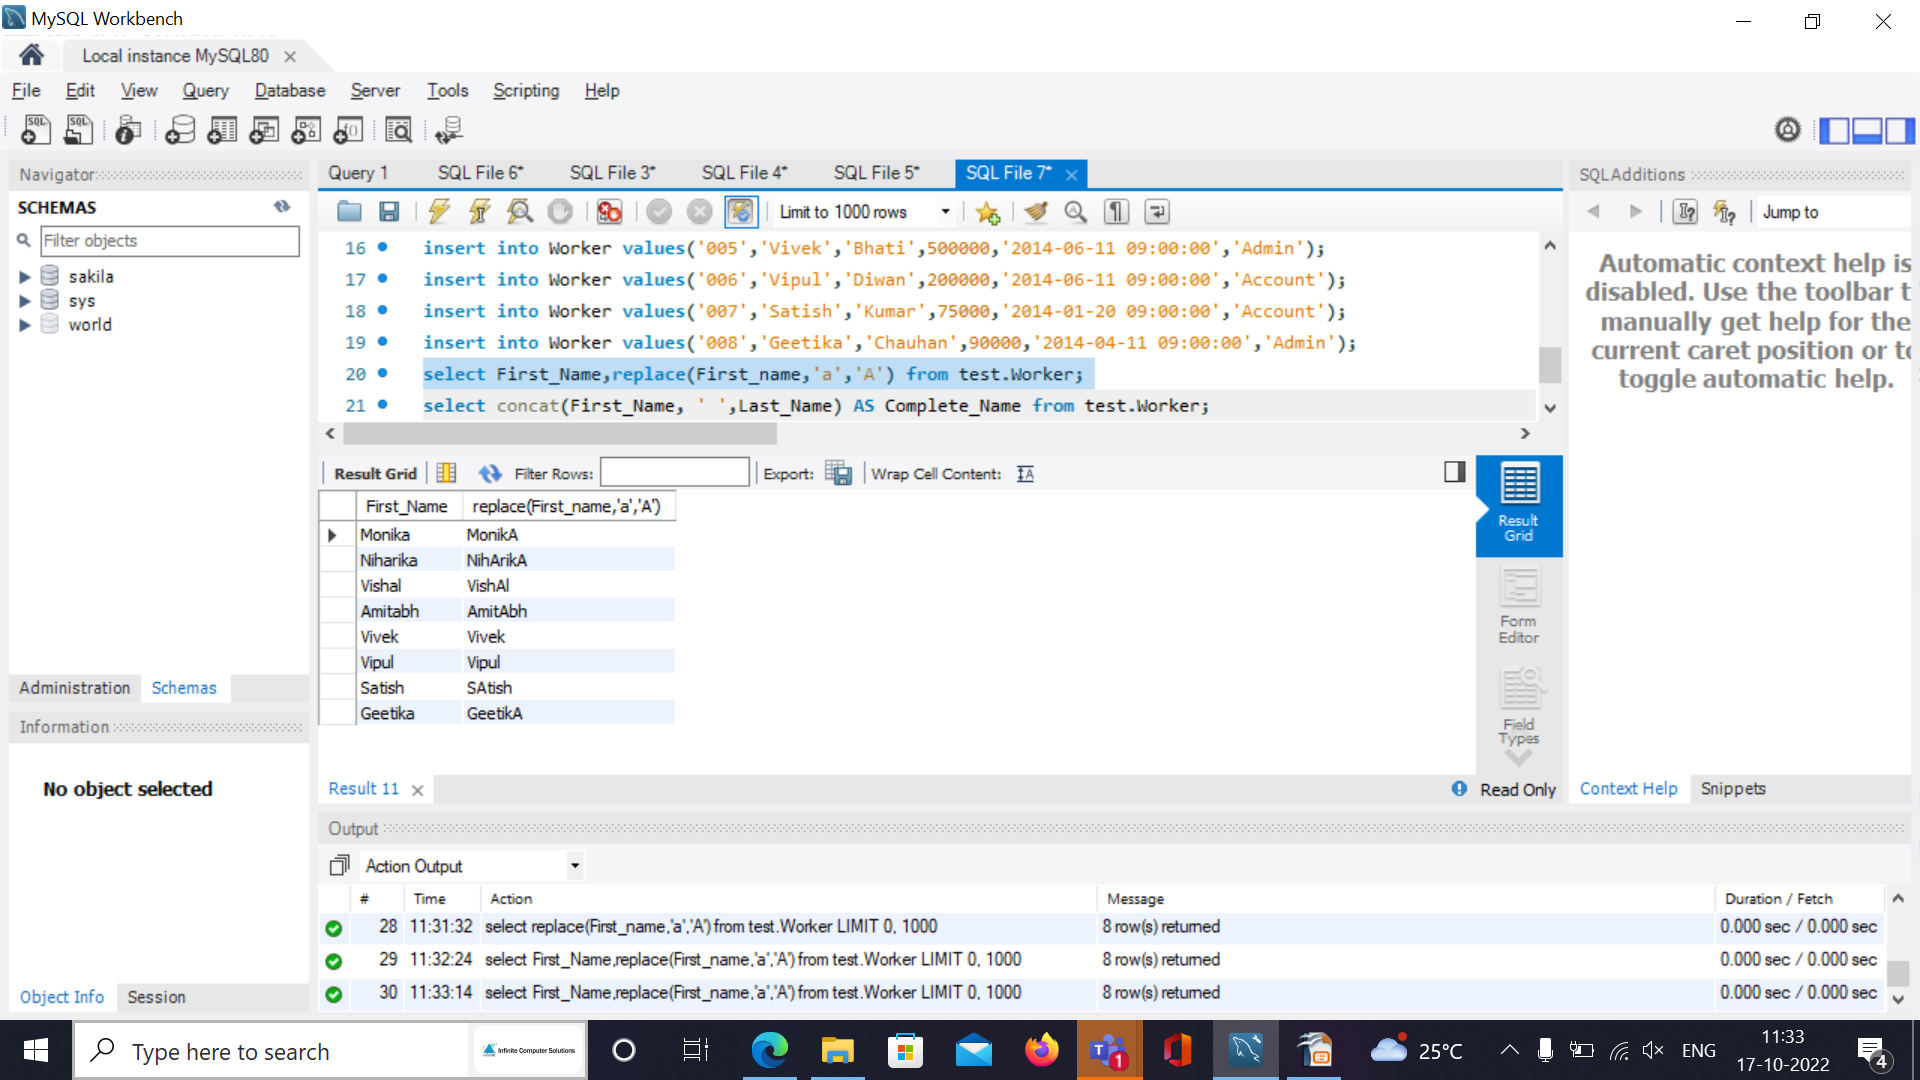 MySQL Workbench
Local instance MySQL80
File Edit View Query Database Server Tools Scripting Help
Navigator
SCHEMAS
Filter objects
sakila
sys
world
Administration Schemas
Information
No object selected
Object Info Session
Query 1 SQL File 6* SQL File 3* SQL File 4* SQL File 5* SQL File 7*
Limit to 1000 rows
16 insert into Worker values('005','Vivek','Bhati',500000,'2014-06-11 09:00:00','Admin');
17 insert into Worker values('006','Vipul','Diwan',200000,'2014-06-11 09:00:00','Account');
18 insert into Worker values('007','Satish','Kumar',75000,'2014-01-20 09:00:00','Account');
19 insert into Worker values('008','Geetika','Chauhan',90000,'2014-04-11 09:00:00','Admin');
20 select First_Name,replace(First_name,'a','A') from test.Worker;
21 select concat(First_Name, ' ',Last_Name) AS Complete_Name from test.Worker;
Result Grid Filter Rows: Export: Wrap Cell Content:
First_Name replace(First_name,'a','A')
Monika MonikA
Niharika NihArikA
Vishal VishAl
Amitabh AmitAbh
Vivek Vivek
Vipul Vipul
Satish SAtish
Geetika GeetikA
Result
Grid
Form
Editor
Field
Types
Result 11
Read Only
SQLAdditions
Jump to
Automatic context help is
disabled. Use the toolbar t
manually get help for the
current caret position or to
toggle automatic help.
Context Help Snippets
Output
Action Output
# Time Action Message Duration / Fetch
28 11:31:32 select replace(First_name,'a','A') from test.Worker LIMIT 0, 1000 8 row(s) returned 0.000 sec / 0.000 sec
29 11:32:24 select First_Name,replace(First_name,'a','A') from test.Worker LIMIT 0, 1000 8 row(s) returned 0.000 sec / 0.000 sec
30 11:33:14 select First_Name,replace(First_name,'a','A') from test.Worker LIMIT 0, 1000 8 row(s) returned 0.000 sec / 0.000 sec
Type here to search
Infinite Computer Solutions
T 1
25°C
ENG
11:33
17-10-2022
4